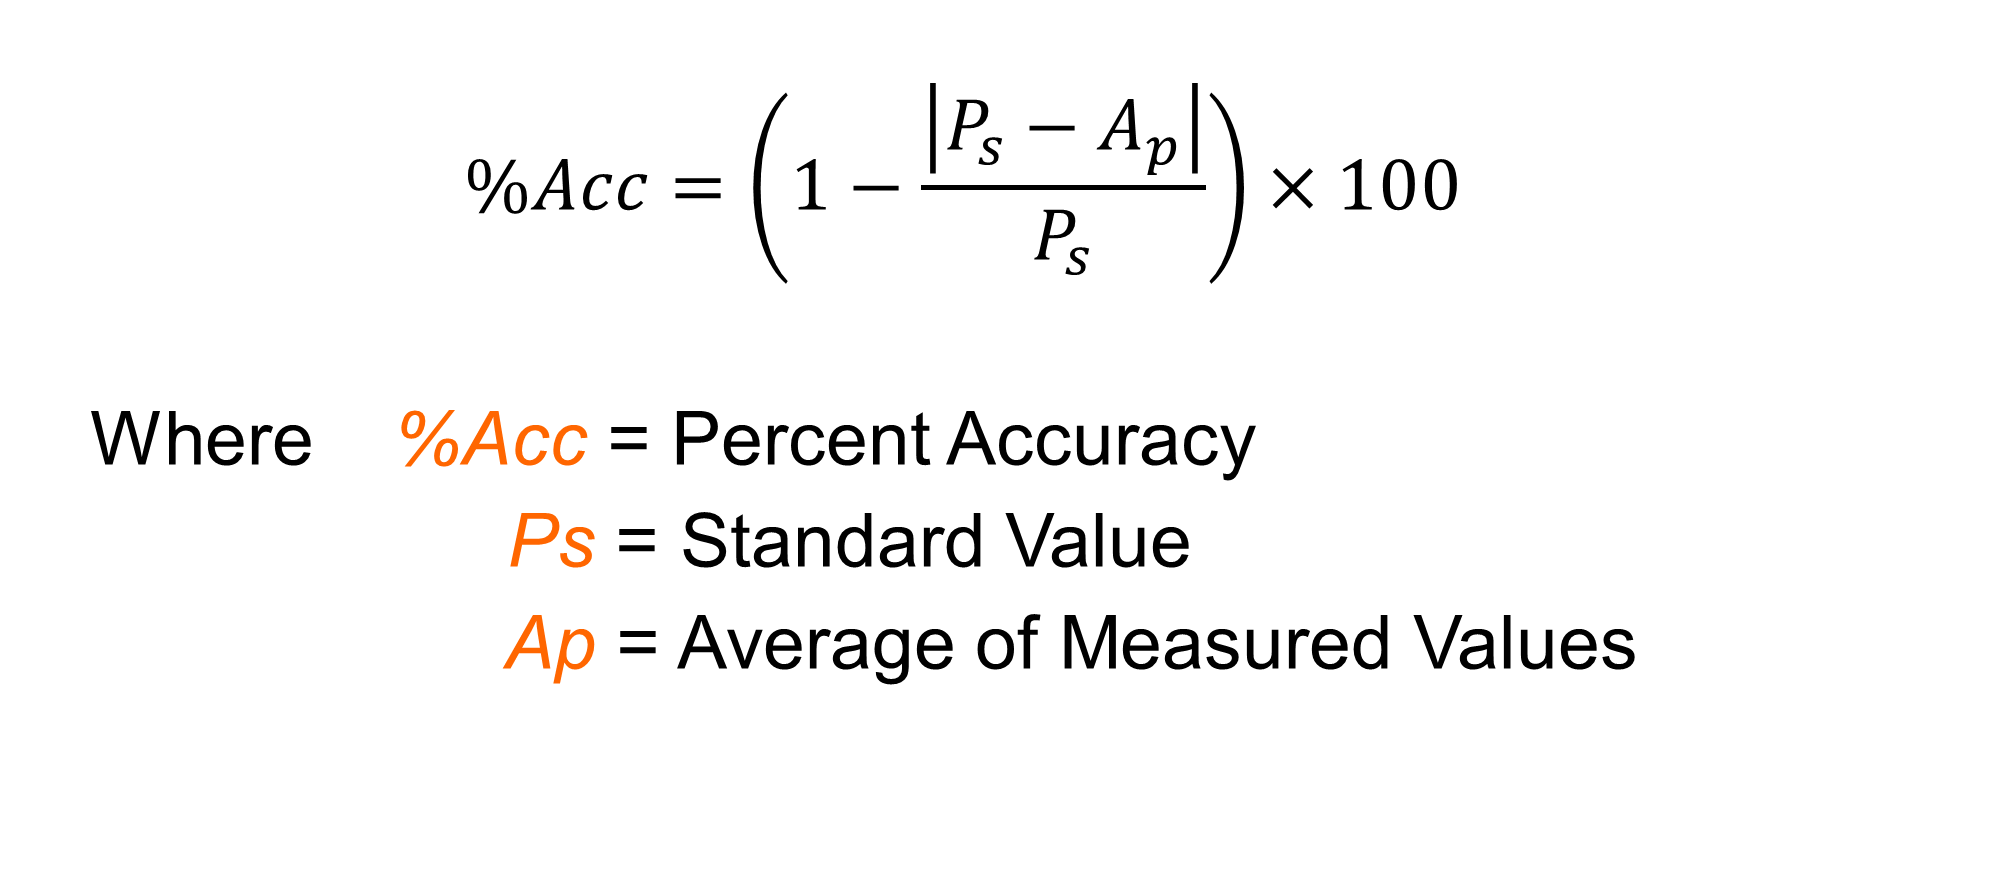 %Acc = (1 − |Pₛ − Aₚ| / Pₛ) × 100
Where %Acc = Percent Accuracy
Ps = Standard Value
Ap = Average of Measured Values